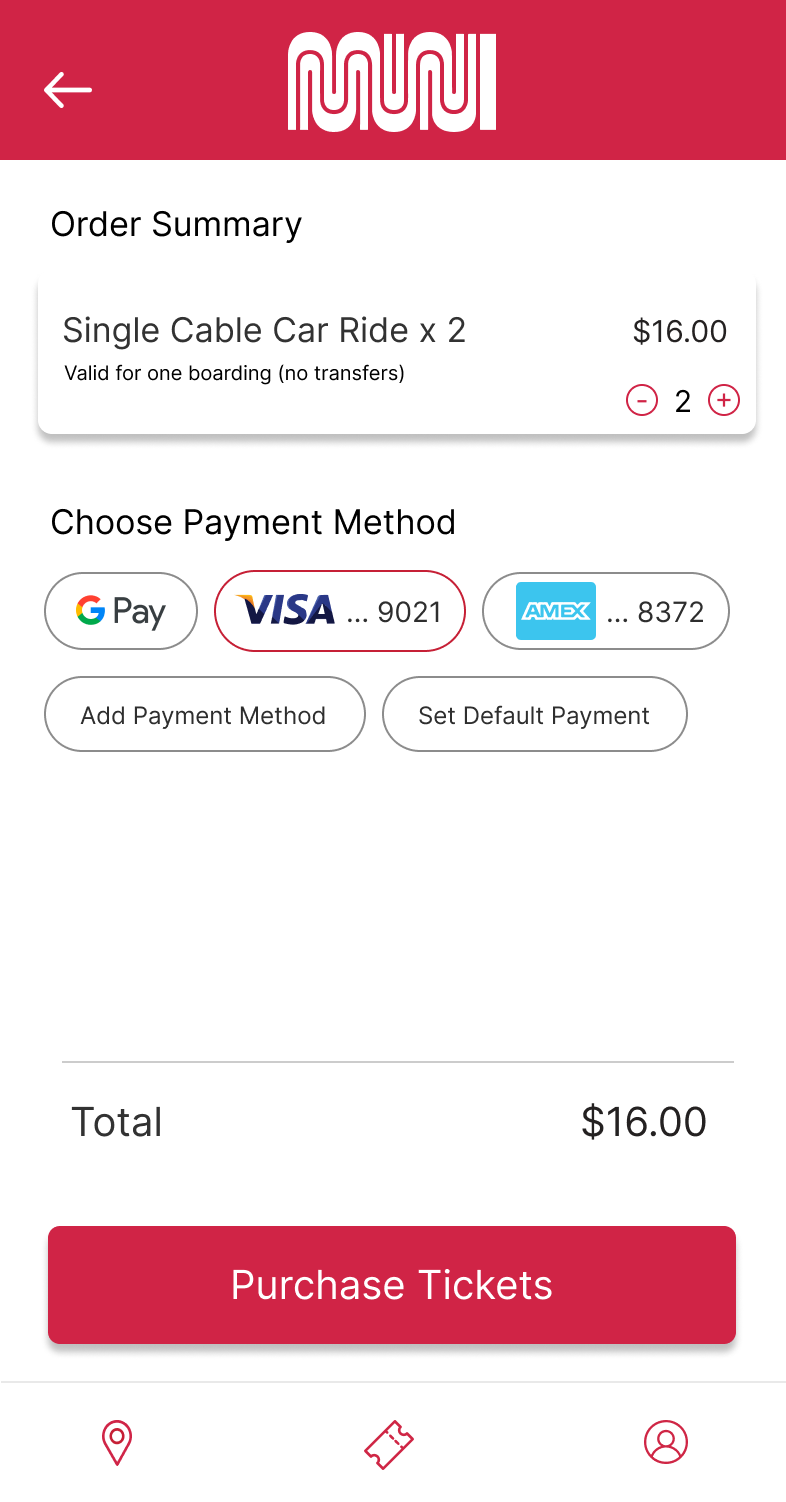 MUNI
Order Summary
Single Cable Car Ride x 2
$16.00
Valid for one boarding (no transfers)
- 2 +
Choose Payment Method
G Pay
VISA ... 9021
AMEX ... 8372
Add Payment Method
Set Default Payment
Total
$16.00
Purchase Tickets